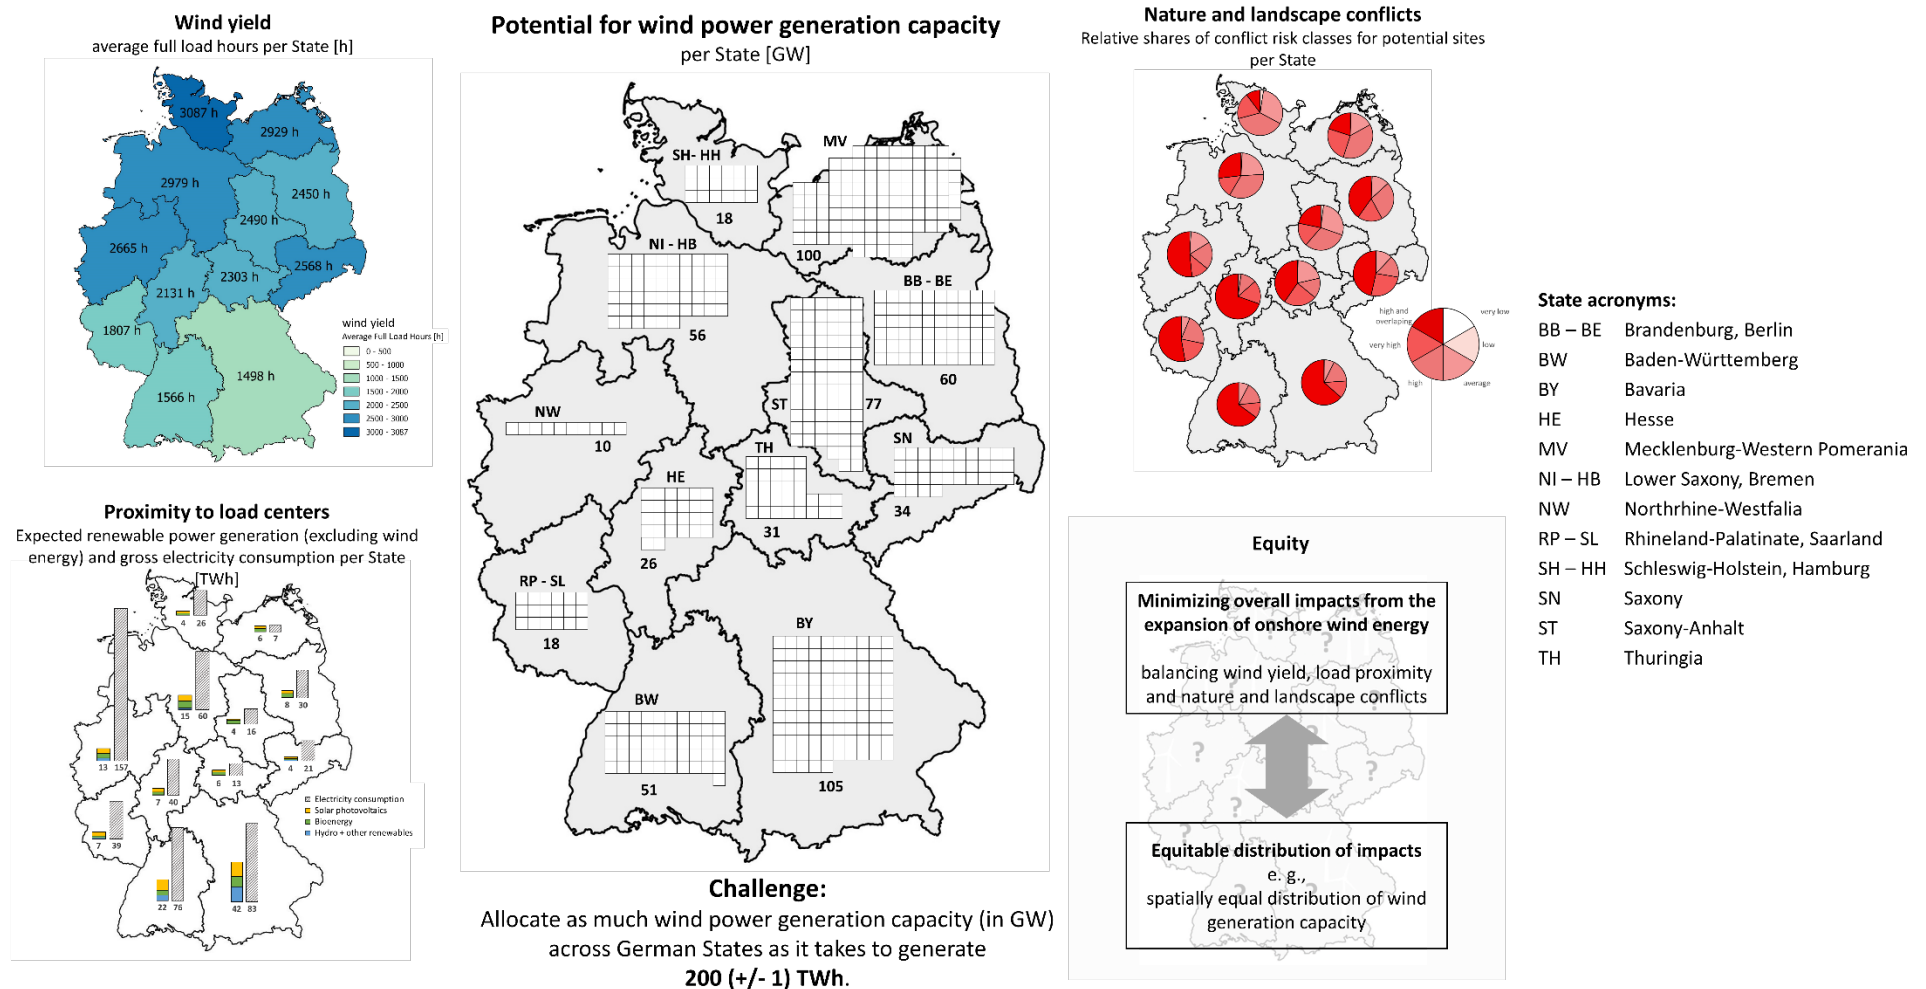 Wind yield
average full load hours per State [h]
3087 h
2929 h
2979 h
2450 h
2490 h
2665 h
2568 h
2303 h
2131 h
1807 h
1498 h
1566 h
wind yield
Average Full Load Hours [h]
0 - 500
500 - 1000
1000 - 1500
1500 - 2000
2000 - 2500
2500 - 3000
3000 - 3087
Proximity to load centers
Expected renewable power generation (excluding wind
energy) and gross electricity consumption per State
[TWh]
4 26
6 7
15 60
8 30
4 16
13 157
4 21
6 13
7 40
7 39
22 76
42 83
Electricity consumption
Solar photovoltaics
Bioenergy
Hydro + other renewables
Potential for wind power generation capacity
per State [GW]
MV
SH- HH
18
NI - HB
100
BB - BE
56
60
NW
ST
77
10
TH
SN
HE
34
31
26
RP - SL
18
BY
BW
51
105
Challenge:
Allocate as much wind power generation capacity (in GW)
across German States as it takes to generate
200 (+/- 1) TWh.
Nature and landscape conflicts
Relative shares of conflict risk classes for potential sites
per State
high and
overlaping
very low
very high
low
high
average
Equity
Minimizing overall impacts from the
expansion of onshore wind energy
balancing wind yield, load proximity
and nature and landscape conflicts
? ? ? ? ? ? ? ? ? ?
Equitable distribution of impacts
e. g.,
spatially equal distribution of wind
generation capacity
State acronyms:
BB – BE Brandenburg, Berlin
BW Baden-Württemberg
BY Bavaria
HE Hesse
MV Mecklenburg-Western Pomerania
NI – HB Lower Saxony, Bremen
NW Northrhine-Westfalia
RP – SL Rhineland-Palatinate, Saarland
SH – HH Schleswig-Holstein, Hamburg
SN Saxony
ST Saxony-Anhalt
TH Thuringia